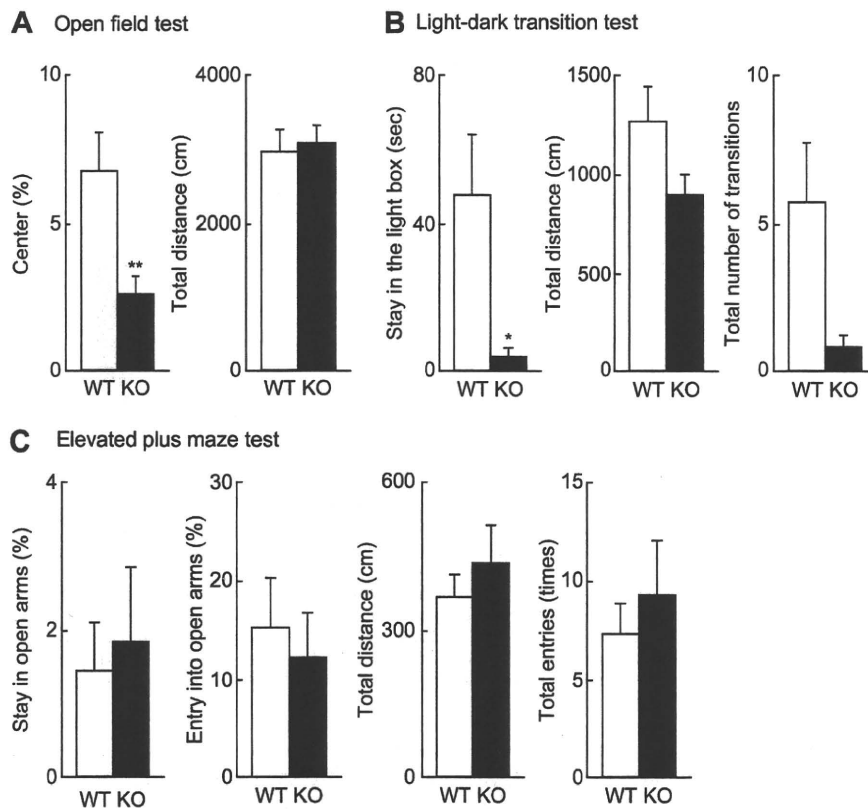 A Open field test
10
5
0
Center (%)
**
WT KO
4000
2000
0
Total distance (cm)
WT KO
B Light-dark transition test
80
40
0
Stay in the light box (sec)
*
WT KO
1500
1000
500
0
Total distance (cm)
WT KO
10
5
0
Total number of transitions
WT KO
C Elevated plus maze test
4
2
0
Stay in open arms (%)
WT KO
30
20
10
0
Entry into open arms (%)
WT KO
600
300
0
Total distance (cm)
WT KO
15
10
5
0
Total entries (times)
WT KO